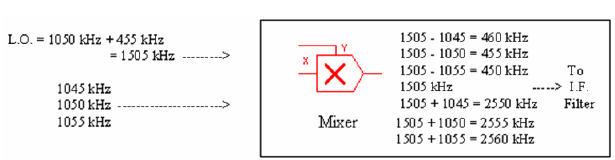 L.O. = 1050 kHz + 455 kHz
= 1505 kHz -------->
1045 kHz
1050 kHz ------------------>
1055 kHz
X
Y
Mixer
1505 - 1045 = 460 kHz
1505 - 1050 = 455 kHz
1505 - 1055 = 450 kHz
1505 kHz
1505 + 1045 = 2550 kHz
1505 + 1050 = 2555 kHz
1505 + 1055 = 2560 kHz
To
-----> I.F.
Filter